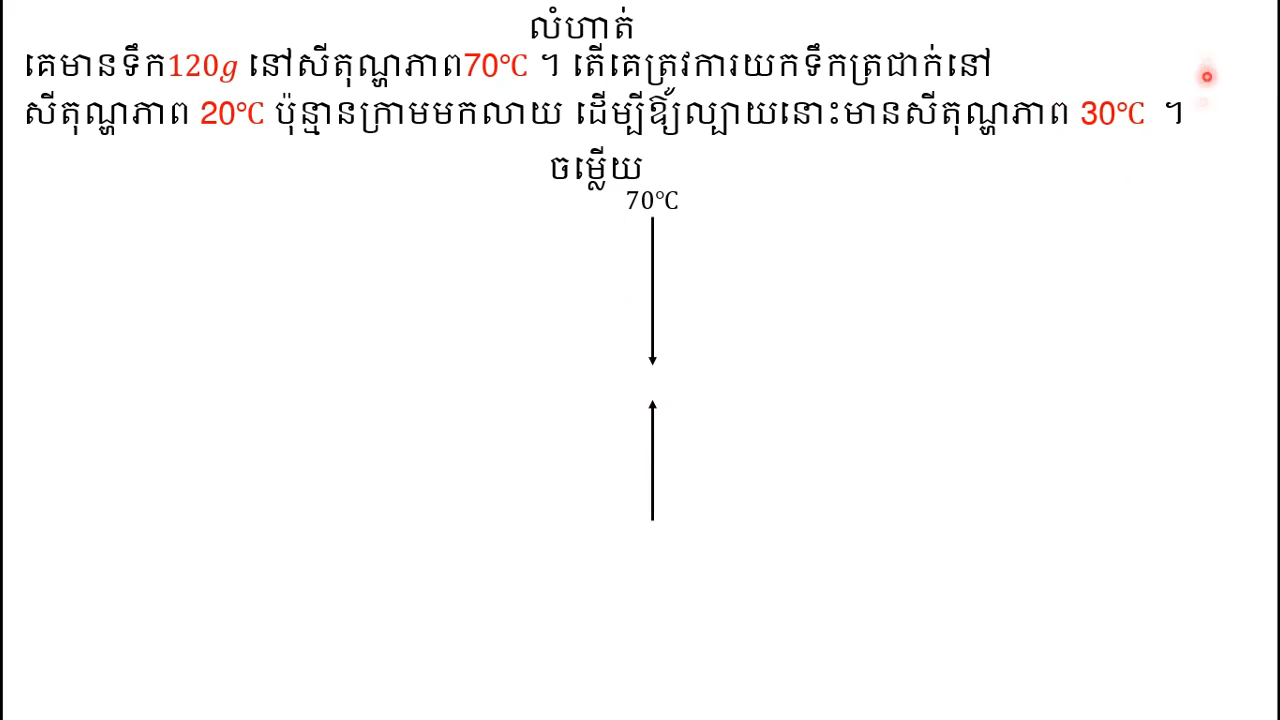 លំហាត់
គេមានទឹក120g នៅសីតុណ្ហភាព70℃ ។ តើគេត្រូវការយកទឹកត្រជាក់នៅ
សីតុណ្ហភាព 20℃ ប៉ុន្មានក្រាមមកលាយ ដើម្បីឱ្យល្បាយនោះមានសីតុណ្ហភាព 30℃ ។
ចម្លើយ
70℃